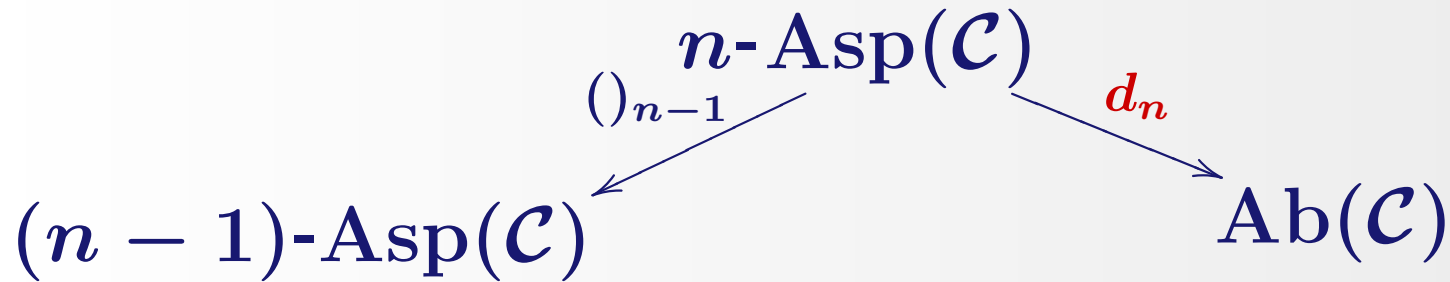 n-Asp(𝒞)
()ₙ₋₁
dₙ
(n − 1)-Asp(𝒞)
Ab(𝒞)